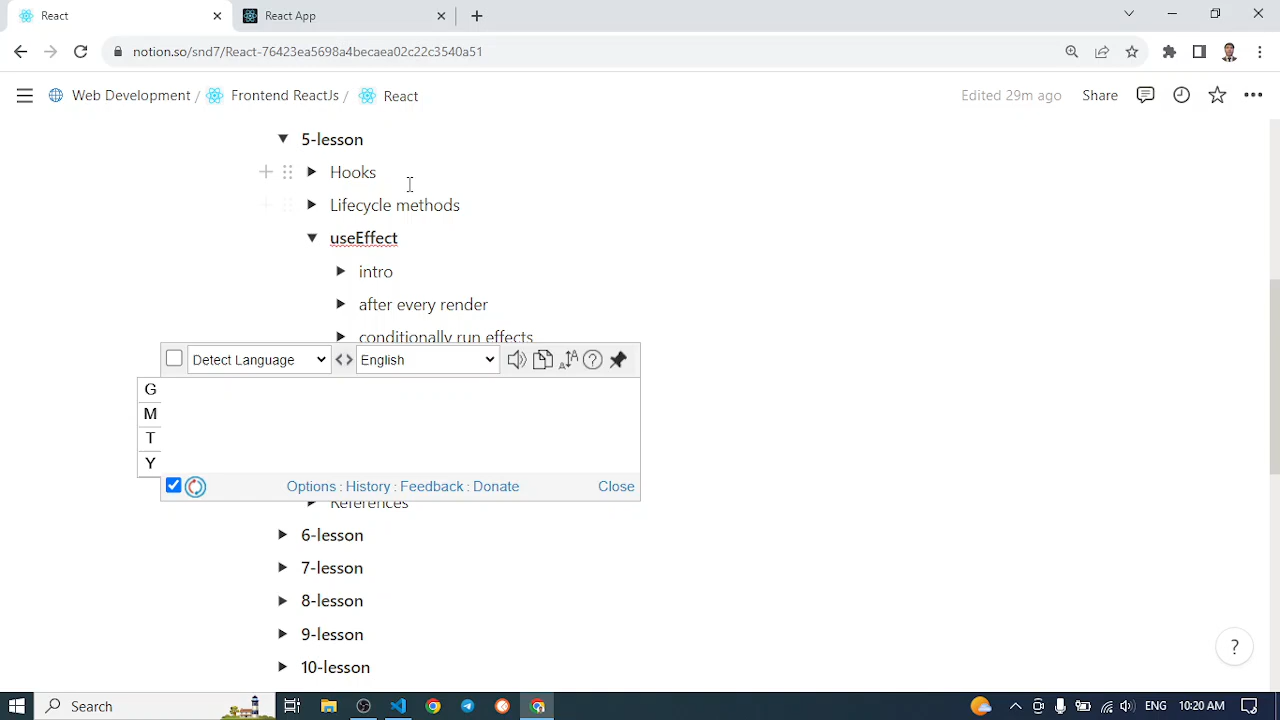 React
React App
notion.so/snd7/React-76423ea5698a4becaea02c22c3540a51
Web Development / Frontend ReactJs / React
Edited 29m ago
Share
5-lesson
Hooks
Lifecycle methods
useEffect
intro
after every render
conditionally run effects
Detect Language
English
G
M
T
Y
Options : History : Feedback : Donate
Close
References
6-lesson
7-lesson
8-lesson
9-lesson
10-lesson
?
Search
ENG
10:20 AM